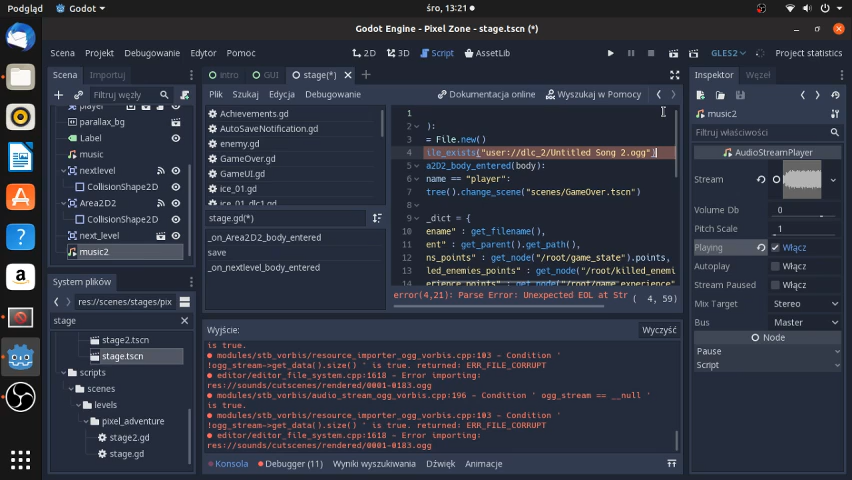 Podgląd
Godot
śro, 13:21
Godot Engine - Pixel Zone - stage.tscn (*)
Scena
Projekt
Debugowanie
Edytor
Pomoc
2D
3D
Script
AssetLib
GLES2
Project statistics
Scena
Importuj
Filtruj węzły
player
parallax_bg
Label
music
nextlevel
CollisionShape2D
Area2D2
CollisionShape2D
next_level
music2
System plików
res://scenes/stages/pix
stage
stage2.tscn
stage.tscn
scripts
scenes
levels
pixel_adventure
stage2.gd
stage.gd
intro
GUI
stage(*)
Plik
Szukaj
Edycja
Debugowanie
Dokumentacja online
Wyszukaj w Pomocy
Achievements.gd
AutoSaveNotification.gd
enemy.gd
GameOver.gd
GameUI.gd
ice_01.gd
ice_01_dlc1.gd
stage.gd(*)
_on_Area2D2_body_entered
save
_on_nextlevel_body_entered
1
2 ):
3 = File.new()
4 ile_exists("user://dlc_2/Untitled Song 2.ogg")
5 a2D2_body_entered(body):
6 name == "player":
7 tree().change_scene("scenes/GameOver.tscn")
8
9 _dict = {
10 ename" : get_filename(),
11 ent" : get_parent().get_path(),
12 ns_points" : get_node("/root/game_state").points,
13 led_enemies_points" : get_node("/root/killed_enemi
14 erience_points" : get_node("/root/game_experience"
error(4,21): Parse Error: Unexpected EOL at Str
( 4, 59)
Wyjście:
Wyczyść
is true.
modules/stb_vorbis/resource_importer_ogg_vorbis.cpp:103 - Condition '
!ogg_stream->get_data().size() ' is true. returned: ERR_FILE_CORRUPT
editor/editor_file_system.cpp:1618 - Error importing:
res://sounds/cutscenes/rendered/0001-0183.ogg
modules/stb_vorbis/audio_stream_ogg_vorbis.cpp:196 - Condition ' ogg_stream == __null '
is true.
modules/stb_vorbis/resource_importer_ogg_vorbis.cpp:103 - Condition '
!ogg_stream->get_data().size() ' is true. returned: ERR_FILE_CORRUPT
editor/editor_file_system.cpp:1618 - Error importing:
res://sounds/cutscenes/rendered/0001-0183.ogg
Konsola
Debugger (11)
Wyniki wyszukiwania
Dźwięk
Animacje
Inspektor
Węzeł
music2
Filtruj właściwości
AudioStreamPlayer
Stream
Volume Db
0
Pitch Scale
1
Playing
Włącz
Autoplay
Włącz
Stream Paused
Włącz
Mix Target
Stereo
Bus
Master
Node
Pause
Script